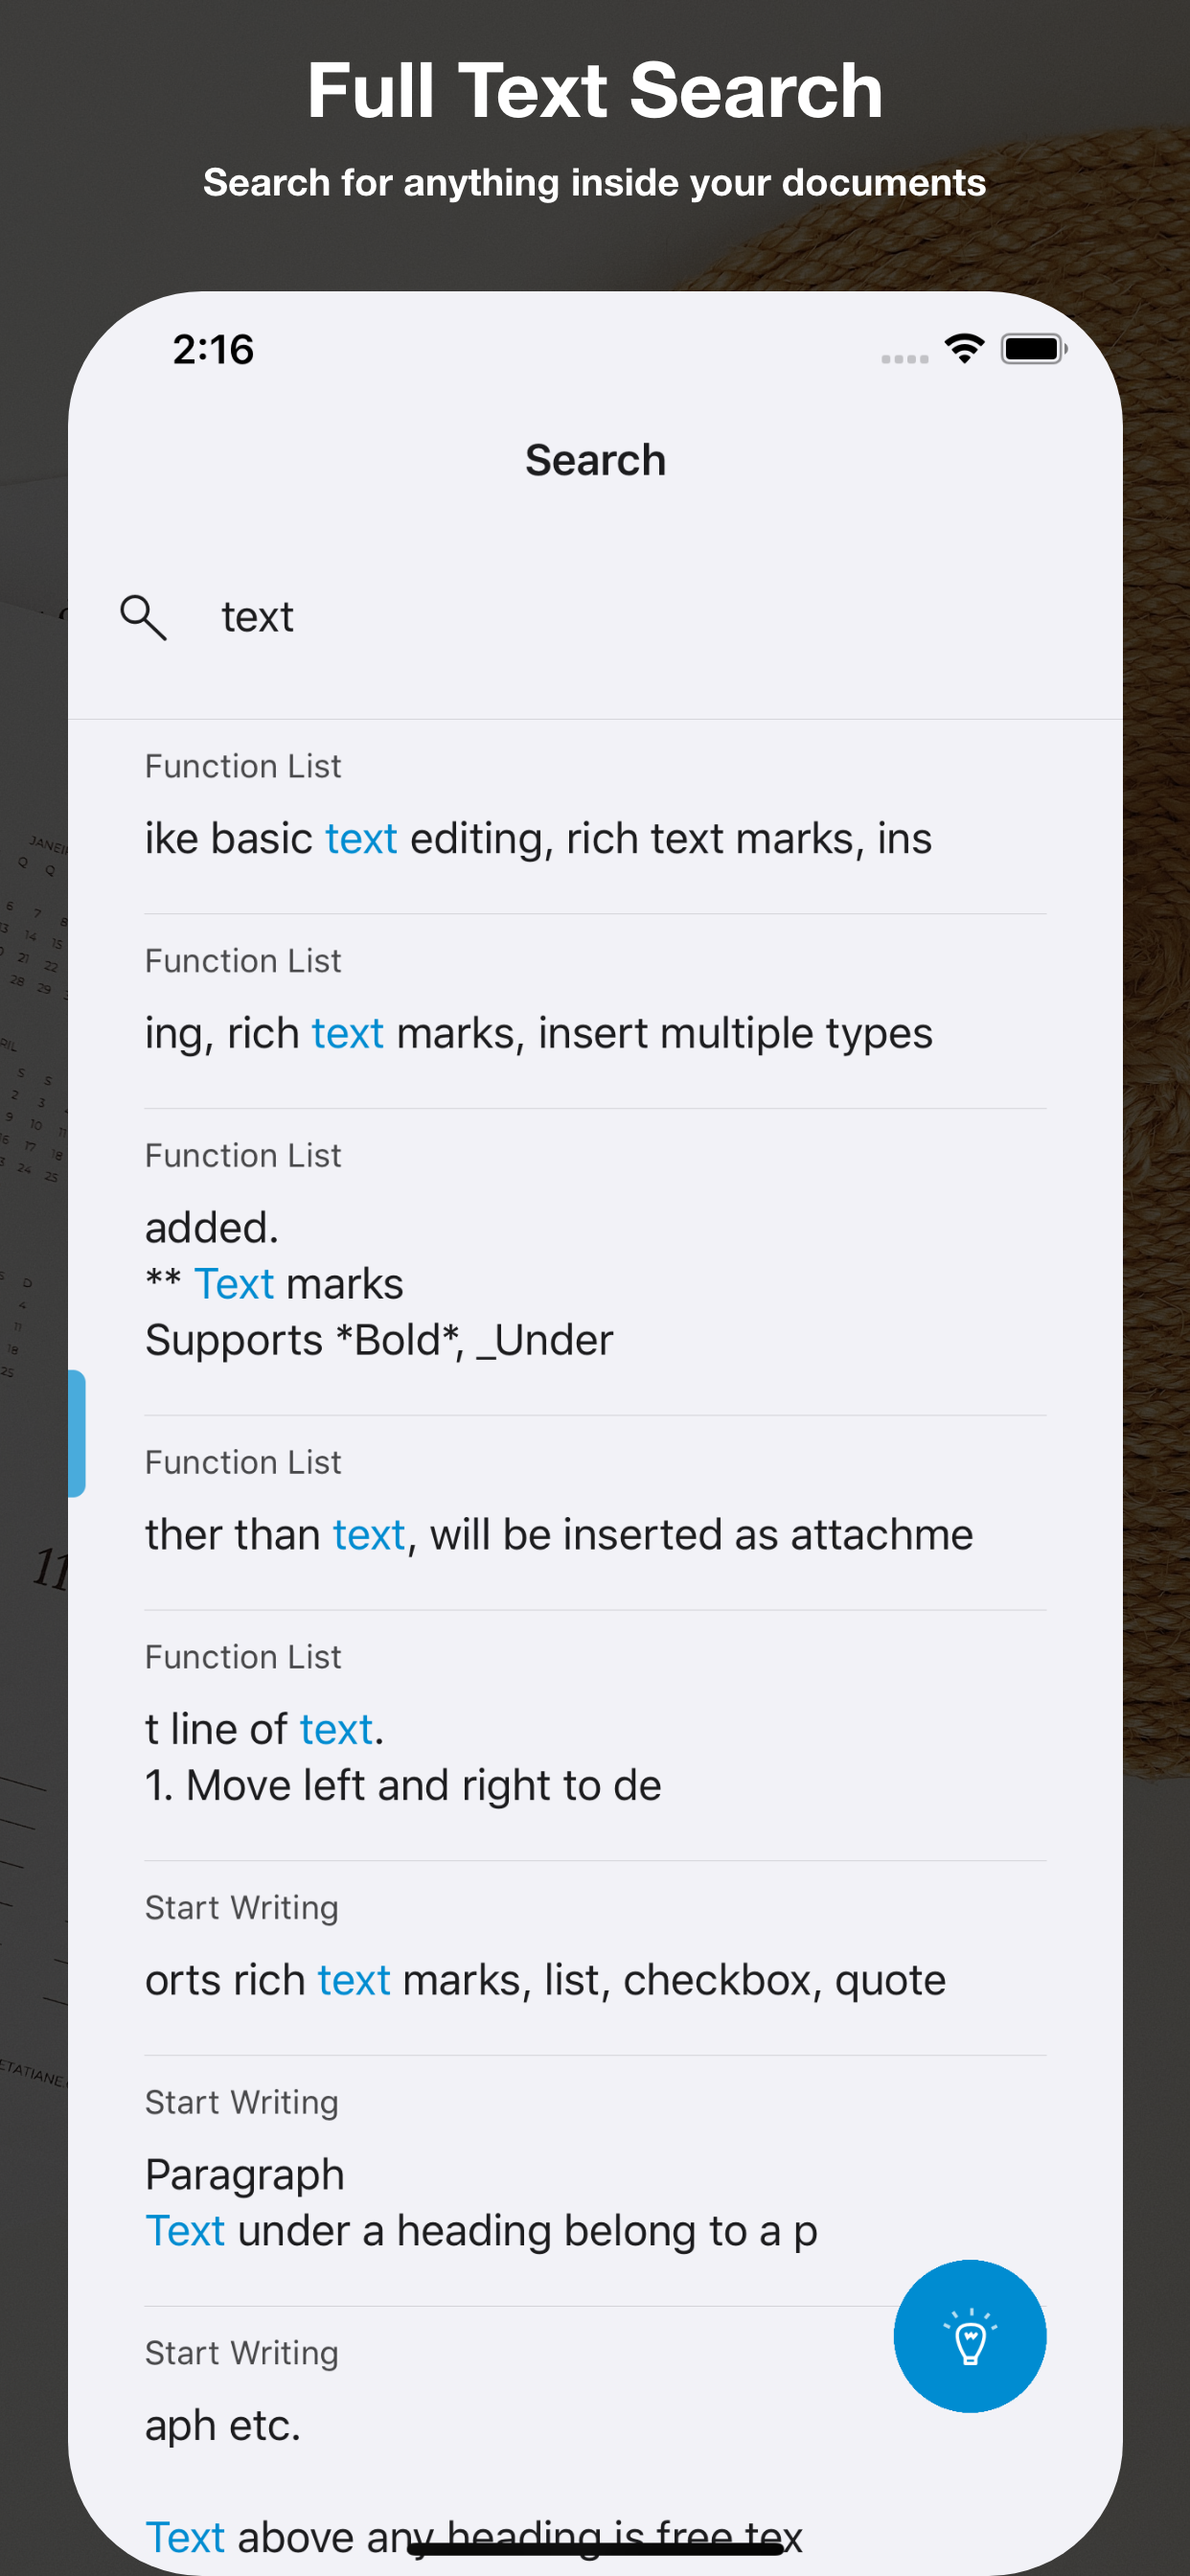 Full Text Search
Search for anything inside your documents
2:16
Search
text
Function List
ike basic text editing, rich text marks, ins
Function List
ing, rich text marks, insert multiple types
Function List
added.
** Text marks
Supports *Bold*, _Under
Function List
ther than text, will be inserted as attachme
Function List
t line of text.
1. Move left and right to de
Start Writing
orts rich text marks, list, checkbox, quote
Start Writing
Paragraph
Text under a heading belong to a p
Start Writing
aph etc.
Text above any heading is free tex